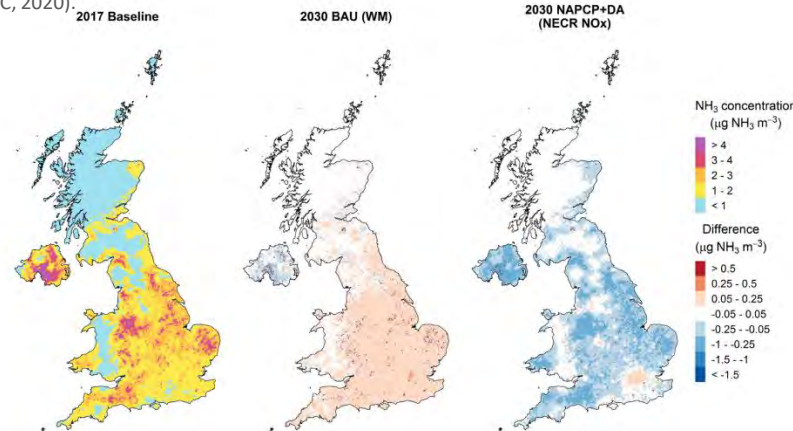 C, 2020).
2017 Baseline
2030 BAU (WM)
2030 NAPCP+DA
(NECR NOx)
NH₃ concentration
(μg NH₃ m⁻³)
> 4
3 - 4
2 - 3
1 - 2
< 1
Difference
(μg NH₃ m⁻³)
> 0.5
0.25 - 0.5
0.05 - 0.25
-0.05 - 0.05
-0.25 - -0.05
-1 - -0.25
-1.5 - -1
< -1.5